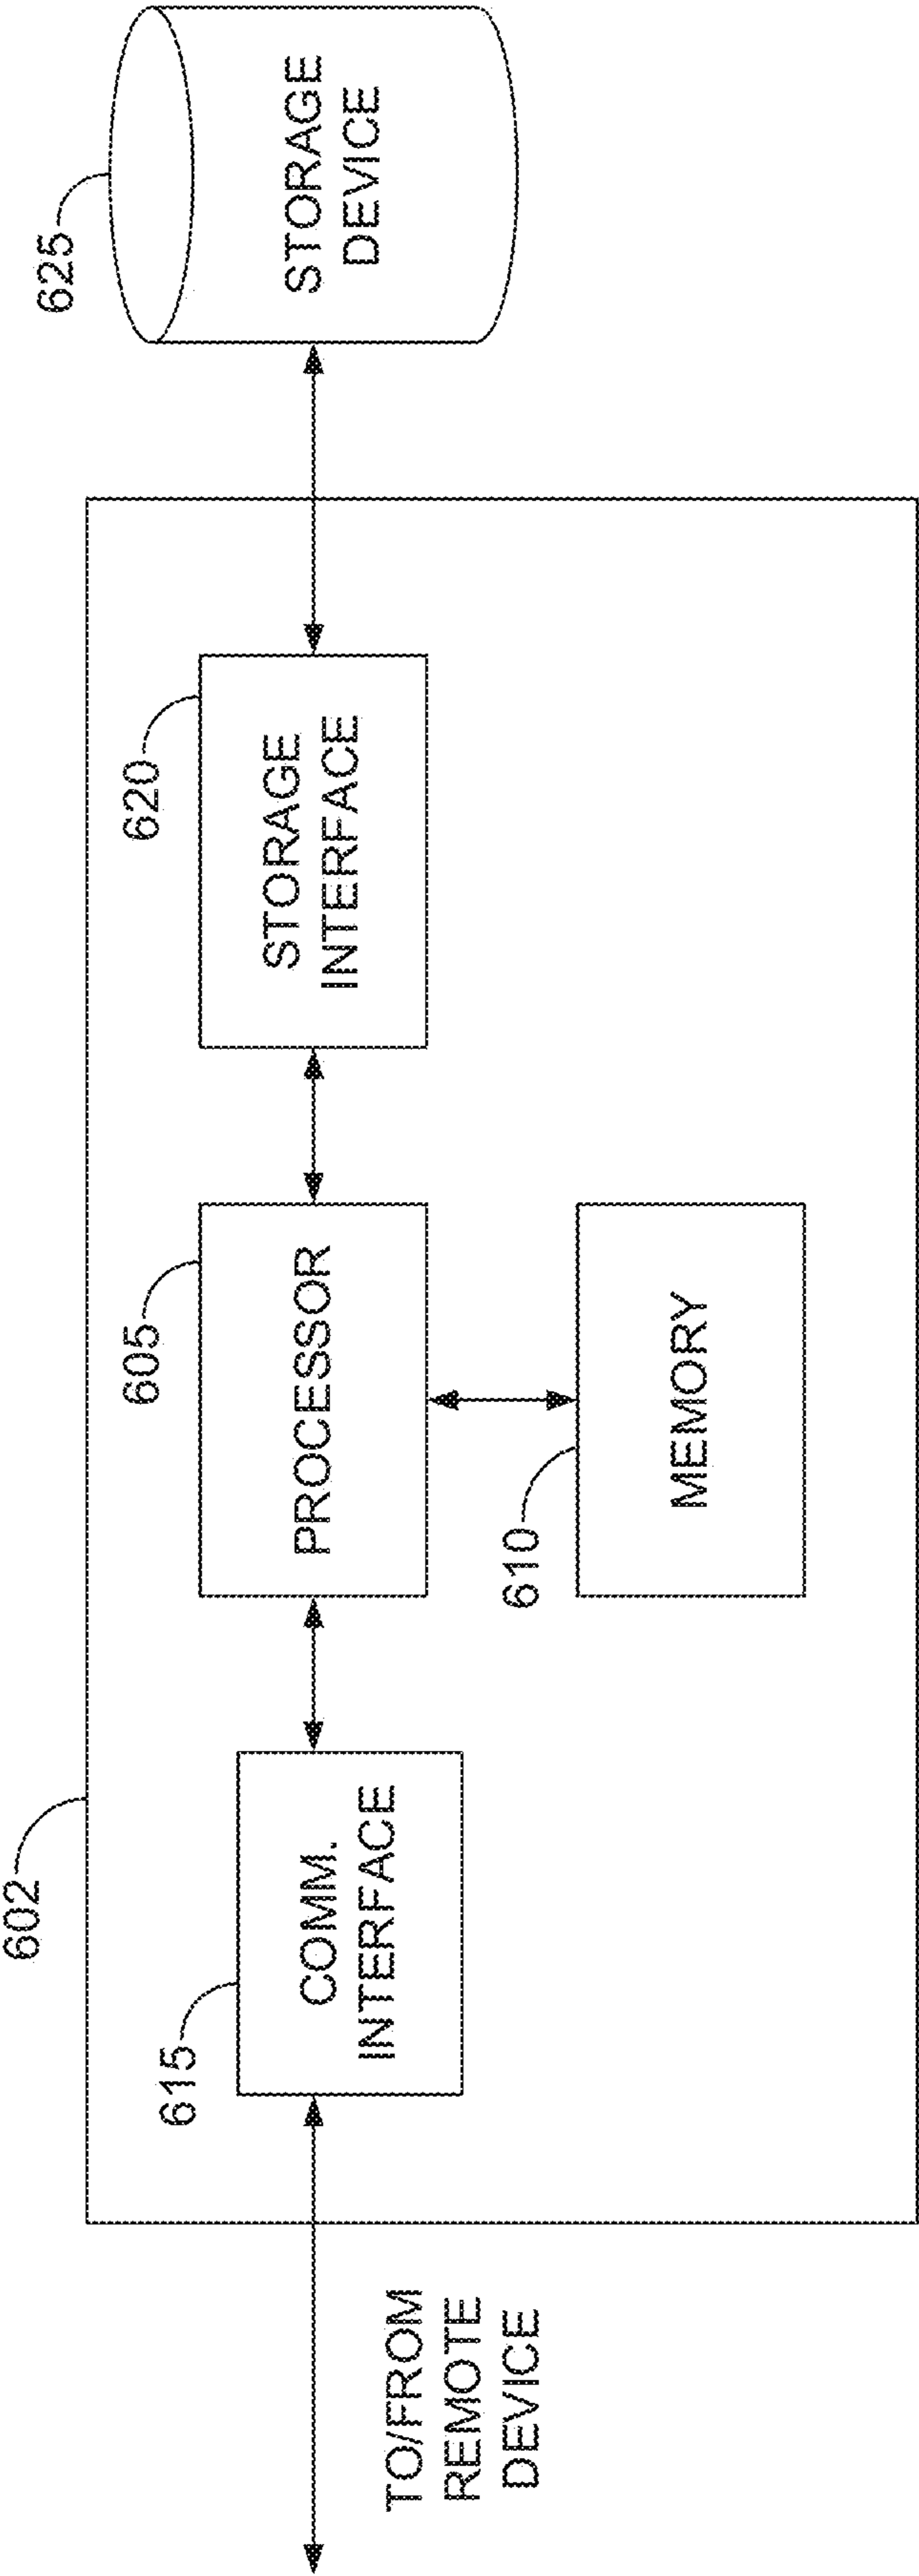 602
615
COMM.
INTERFACE
605
PROCESSOR
610
MEMORY
620
STORAGE
INTERFACE
625
STORAGE
DEVICE
TO/FROM
REMOTE
DEVICE